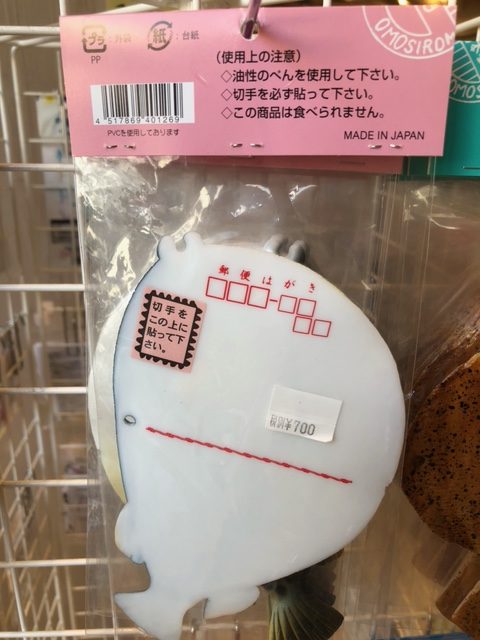 プラ：外袋
PP
紙：台紙
(使用上の注意)
◇油性のぺんを使用して下さい。
◇切手を必ず貼って下さい。
◇この商品は食べられません。
4 517869 401269
PVCを使用しております
MADE IN JAPAN
OMOSIROM
郵便はがき
切手を
この上に
貼って下
さい。
税別¥700